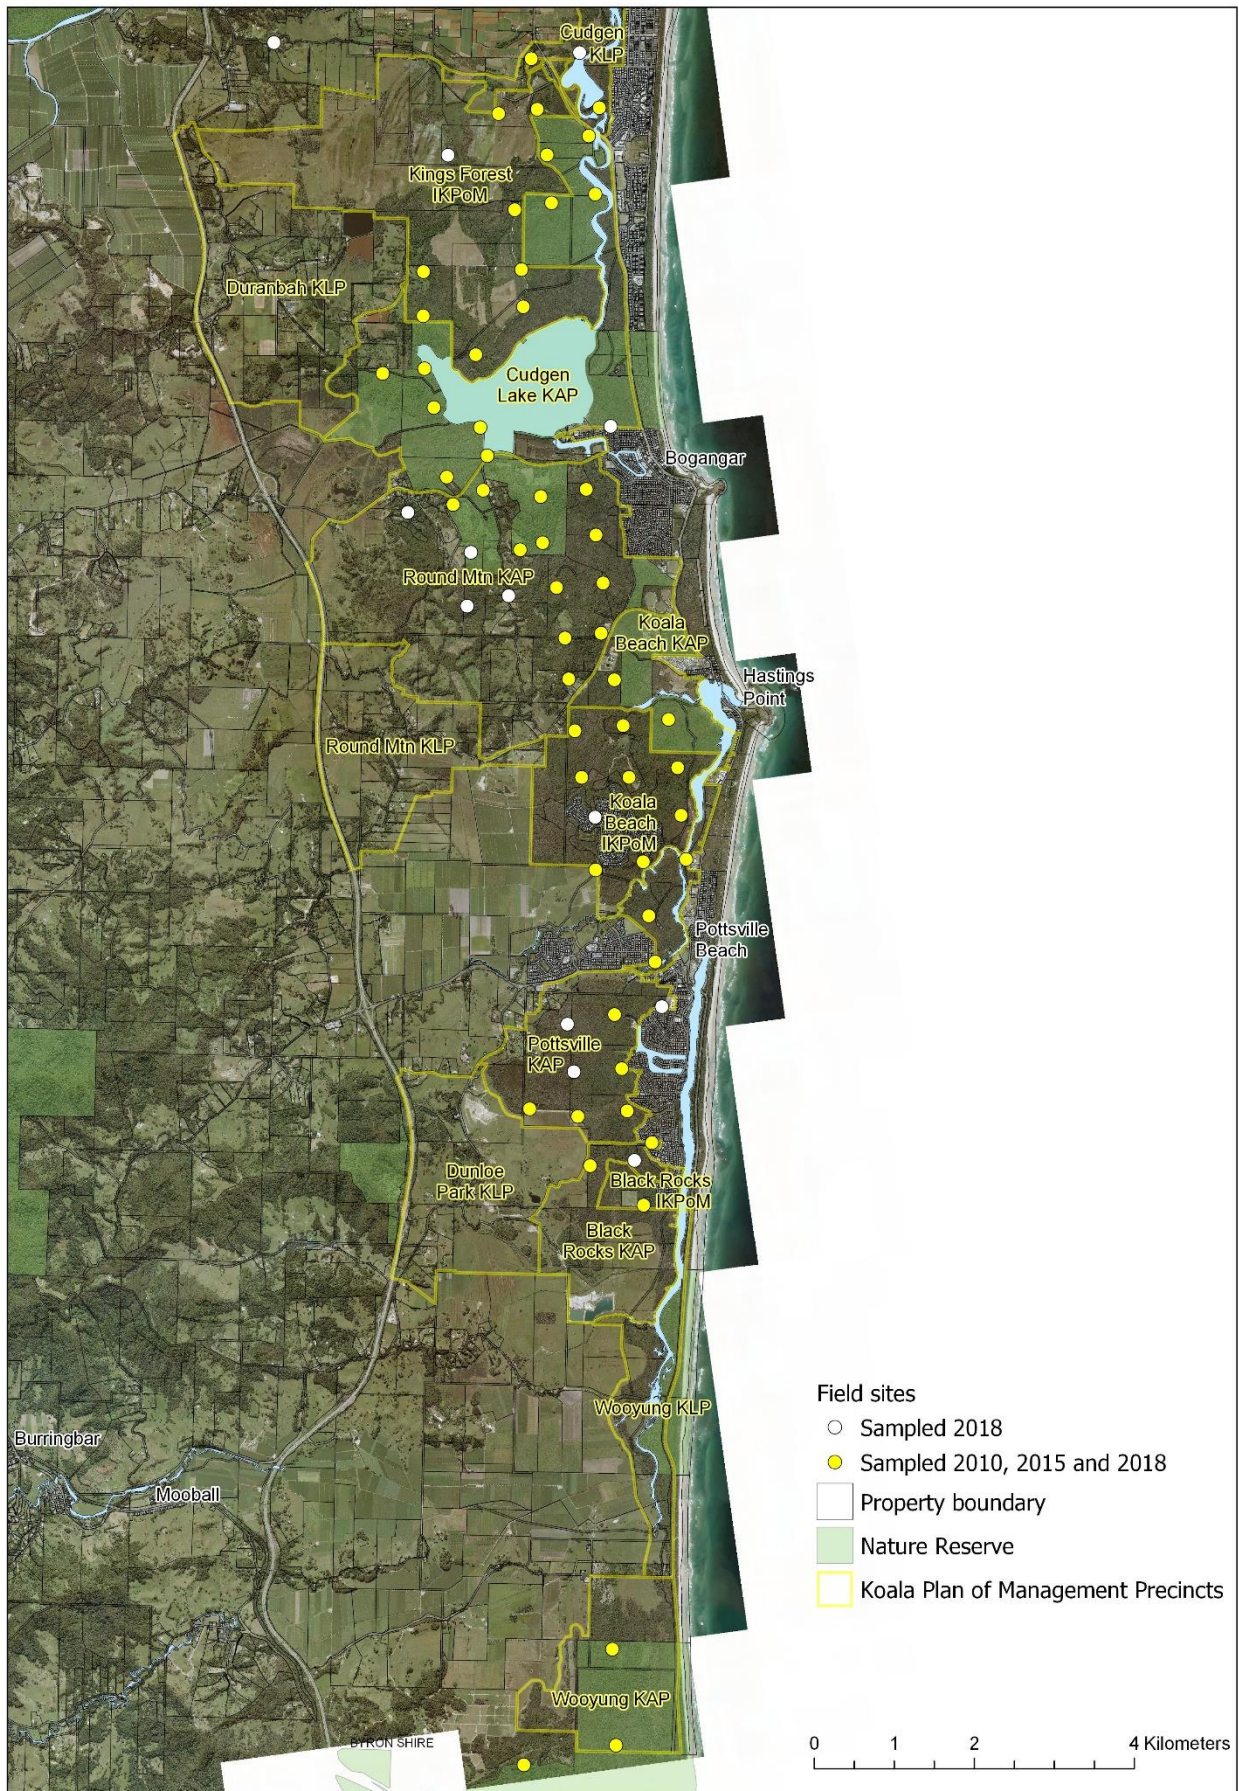 Cudgen
KLP
Kings Forest
IKPoM
Duranbah KLP
Cudgen
Lake KAP
Bogangar
Round Mtn KAP
Koala
Beach KAP
Hastings
Point
Round Mtn KLP
Koala
Beach
IKPoM
Pottsville
Beach
Pottsville
KAP
Dunloe
Park KLP
Black Rocks
IKPoM
Black
Rocks KAP
Wooyung KLP
Burringbar
Mooball
Wooyung KAP
BYRON SHIRE
Field sites
Sampled 2018
Sampled 2010, 2015 and 2018
Property boundary
Nature Reserve
Koala Plan of Management Precincts
0 1 2 4 Kilometers